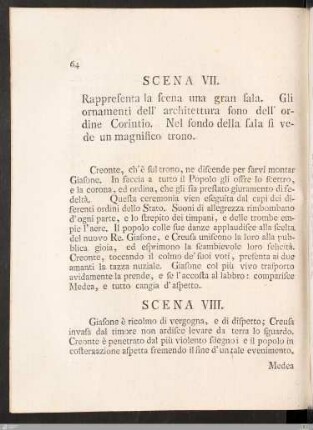 64
SCENA VII.
Rappresenta la scena una gran sala. Gli
ornamenti dell' architettura sono dell' or-
dine Corintio. Nel fondo della sala si ve-
de un magnifico trono.
Creonte, ch'è sul trono, ne discende per farvi montar
Giasone. In faccia a tutto il Popolo gli offre lo scettro,
e la corona, ed ordina, che gli sia prestato giuramento di fe-
deltà. Questa ceremonia vien eseguita dai capi dei dif-
ferenti ordini dello Stato. Suoni di allegrezza rimbombano
d'ogni parte, e lo strepito dei timpani, e delle trombe em-
pie l'aere. Il popolo colle sue danze applaudisce alla scelta
del nuovo Re. Giasone, e Creusa uniscono la loro alla pub-
blica gioia, ed esprimono la scambievole loro felicità.
Creonte, toccando il colmo de' suoi voti, presenta ai due
amanti la tazza nuziale. Giasone col più vivo trasporto
avidamente la prende, e se l'accosta al labbro: comparisce
Medea, e tutto cangia d'aspetto.
SCENA VIII.
Giasone è ricolmo di vergogna, e di dispetto; Creusa
invasa dal timore non ardisce levare da terra lo sguardo.
Creonte è penetrato dal più violento sdegno: e il popolo in
costernazione aspetta fremendo il fine d'un tale evenimento.
Medea